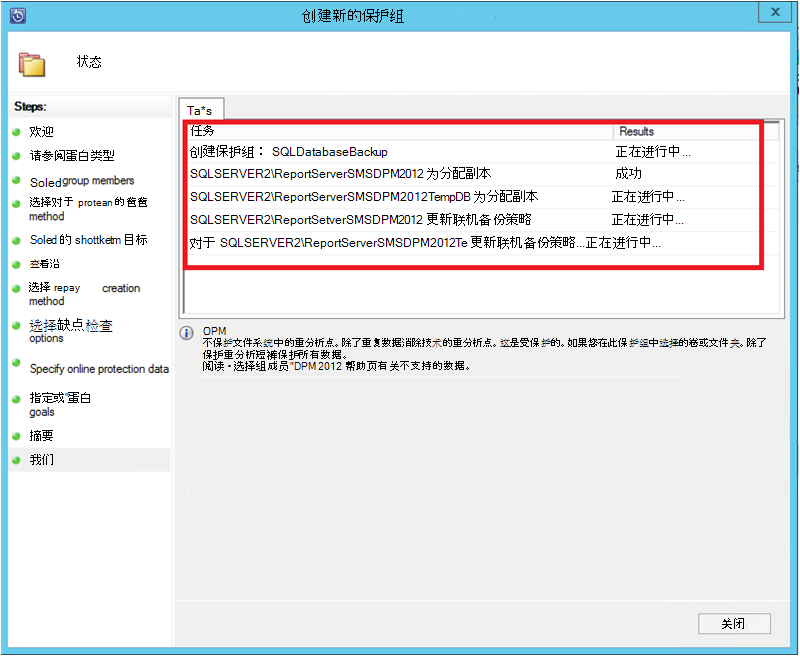 创建新的保护组
x
状态
Steps:
欢迎
请参阅蛋白类型
Soled group members
选择对于 protean 的爸爸
method
Soled 的 shottketm 目标
查看沿
选择 repay creation
method
选择缺点检查
options
Specify online protection data
指定或"蛋白
goals
摘要
我们
Ta*s
任务 Results
创建保护组： SQLDatabaseBackup 正在进行中...
SQLSERVER2\ReportServerSMSDPM2012 为分配副本 成功
SQLSERVER2\ReportServerSMSDPM2012TempDB 为分配副本 正在进行中...
SQLSERVER2\ReportSetverSMSDPM2012 更新联机备份策略 正在进行中...
对于 SQLSERVER2\ReportServerSMSDPM2012Te 更新联机备份策略...正在进行中...
OPM
不保护文件系统中的重分析点。除了重复数据消除技术的重分析点。这是受保护的。如果您在此保护组中选择的卷或文件夹。除了
保护重分析短裤保护所有数据。
阅读・选择组成员"DPM 2012 帮助页有关不支持的数据。
关闭